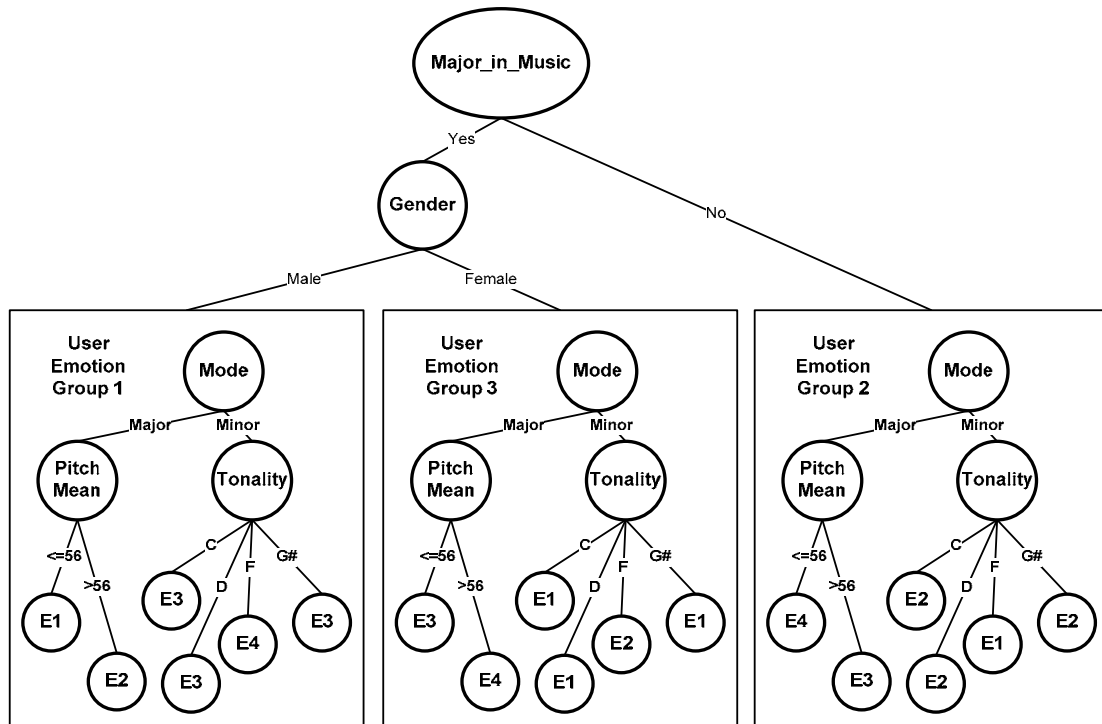 Major_in_Music
Yes
No
Gender
Male
Female
User
Emotion
Group 1
Mode
Major
Minor
Pitch
Mean
Tonality
<=56
>56
C
D
F
G#
E1
E2
E3
E3
E4
E3
User
Emotion
Group 3
Mode
Major
Minor
Pitch
Mean
Tonality
<=56
>56
C
D
F
G#
E3
E4
E1
E1
E2
E1
User
Emotion
Group 2
Mode
Major
Minor
Pitch
Mean
Tonality
<=56
>56
C
D
F
G#
E4
E3
E2
E2
E1
E2